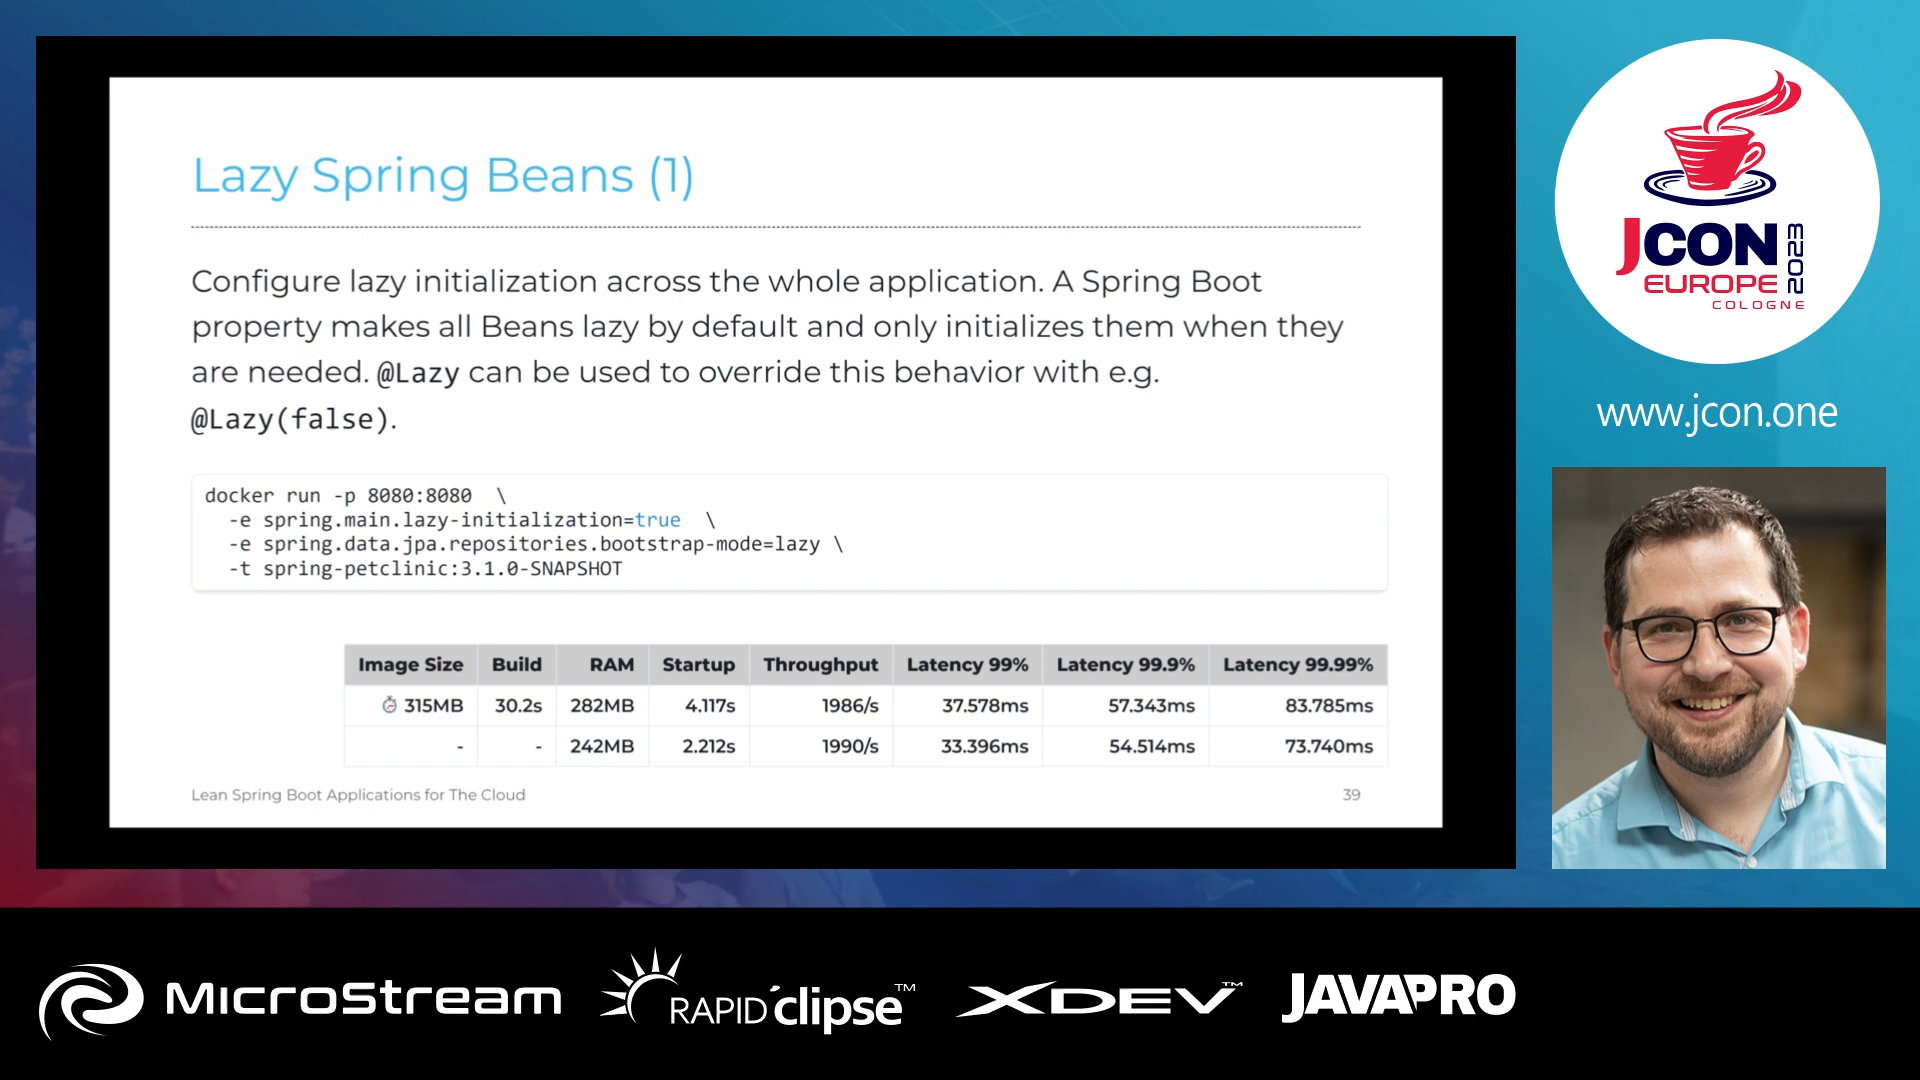 Lazy Spring Beans (1)
Configure lazy initialization across the whole application. A Spring Boot
property makes all Beans lazy by default and only initializes them when they
are needed. @Lazy can be used to override this behavior with e.g.
@Lazy(false).
docker run -p 8080:8080 \
-e spring.main.lazy-initialization=true \
-e spring.data.jpa.repositories.bootstrap-mode=lazy \
-t spring-petclinic:3.1.0-SNAPSHOT
Image Size Build RAM Startup Throughput Latency 99% Latency 99.9% Latency 99.99%
⏱ 315MB 30.2s 282MB 4.117s 1986/s 37.578ms 57.343ms 83.785ms
- - 242MB 2.212s 1990/s 33.396ms 54.514ms 73.740ms
Lean Spring Boot Applications for The Cloud 39
JCON
EUROPE
COLOGNE
2023
www.jcon.one
MicroStream
RAPID clipse™
XDEV™
JAVAPRO